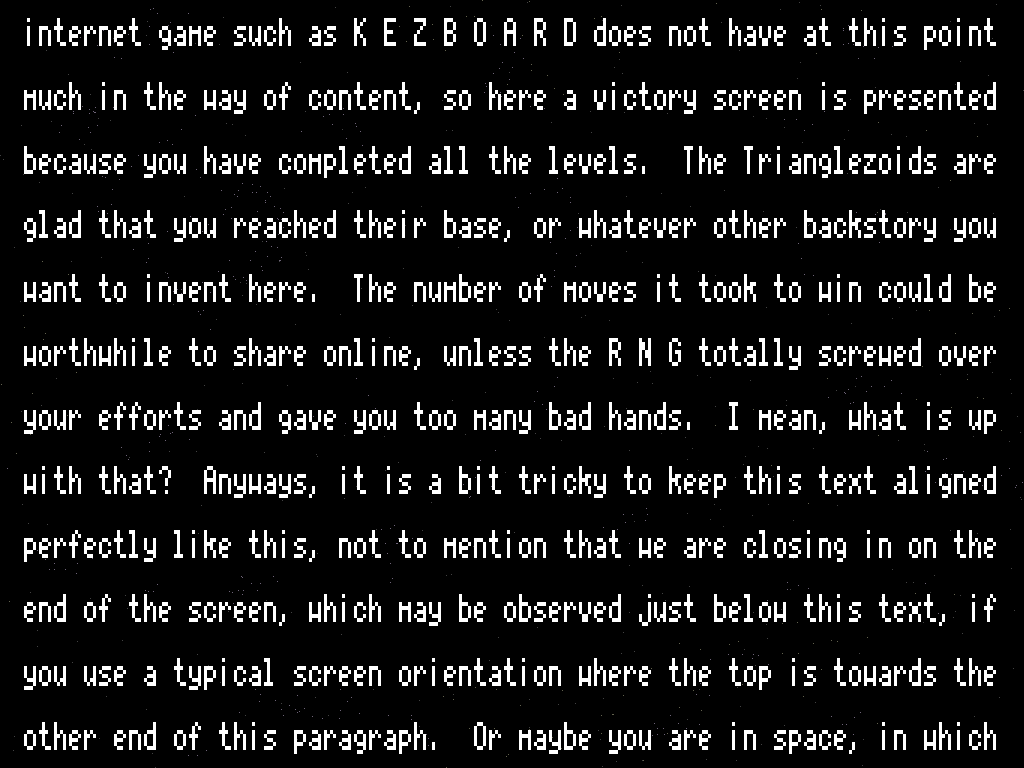 internet game such as K E Z B O A R D does not have at this point
much in the way of content, so here a victory screen is presented
because you have completed all the levels.  The Trianglezoids are
glad that you reached their base, or whatever other backstory you
want to invent here.  The number of moves it took to win could be
worthwhile to share online, unless the R N G totally screwed over
your efforts and gave you too many bad hands.  I mean, what is up
with that?  Anyways, it is a bit tricky to keep this text aligned
perfectly like this, not to mention that we are closing in on the
end of the screen, which may be observed just below this text, if
you use a typical screen orientation where the top is towards the
other end of this paragraph.  Or maybe you are in space, in which